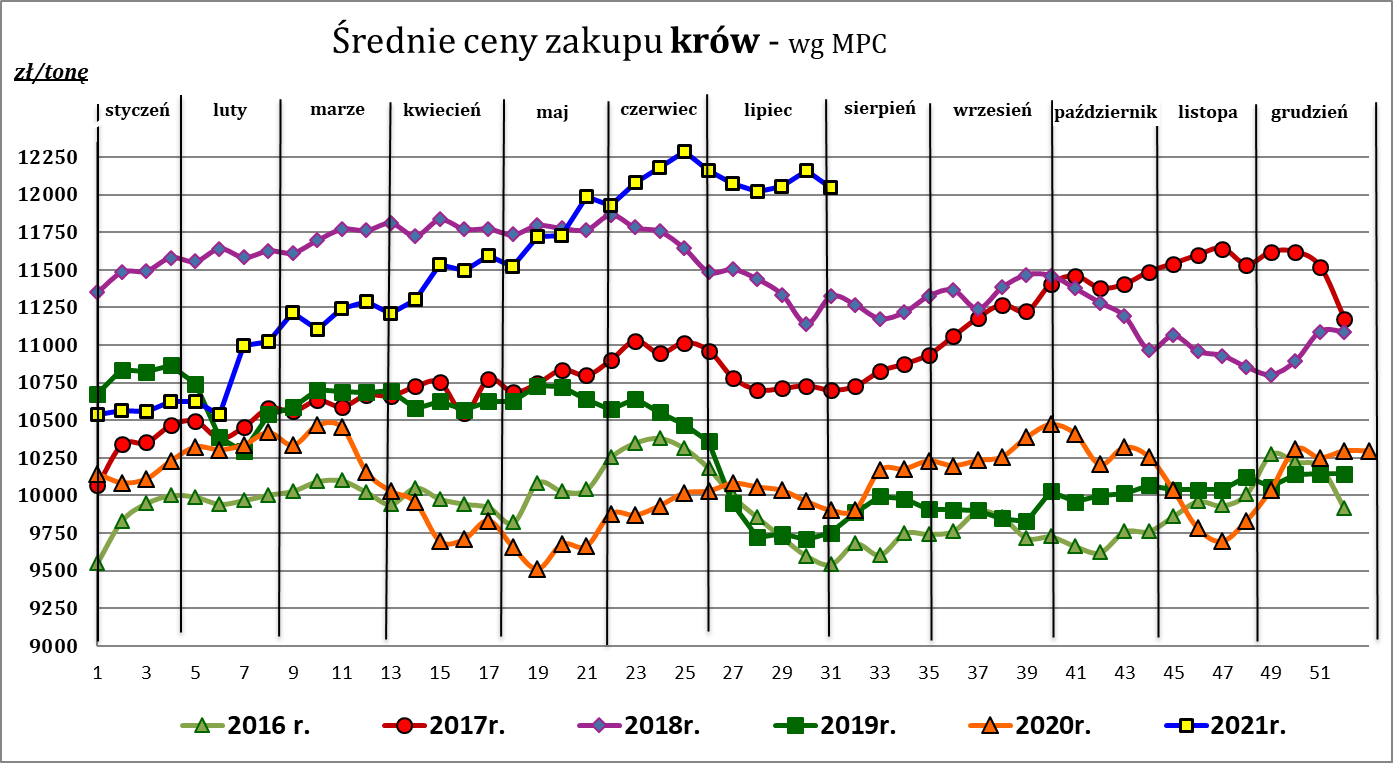 Średnie ceny zakupu krów - wg MPC
zł/tonę
styczeń luty marze kwiecień maj czerwiec lipiec sierpień wrzesień październik listopa grudzień
12250
12000
11750
11500
11250
11000
10750
10500
10250
10000
9750
9500
9250
9000
1 3 5 7 9 11 13 15 17 19 21 23 25 27 29 31 33 35 37 39 41 43 45 47 49 51
2016 r. 2017r. 2018r. 2019r. 2020r. 2021r.